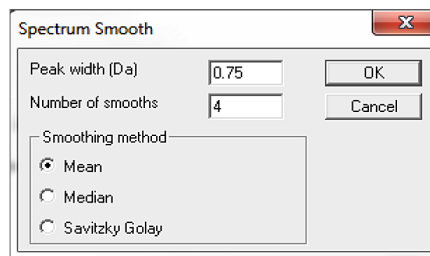 Spectrum Smooth
Peak width (Da) 0.75 OK
Number of smooths 4 Cancel
Smoothing method
Mean
Median
Savitzky Golay